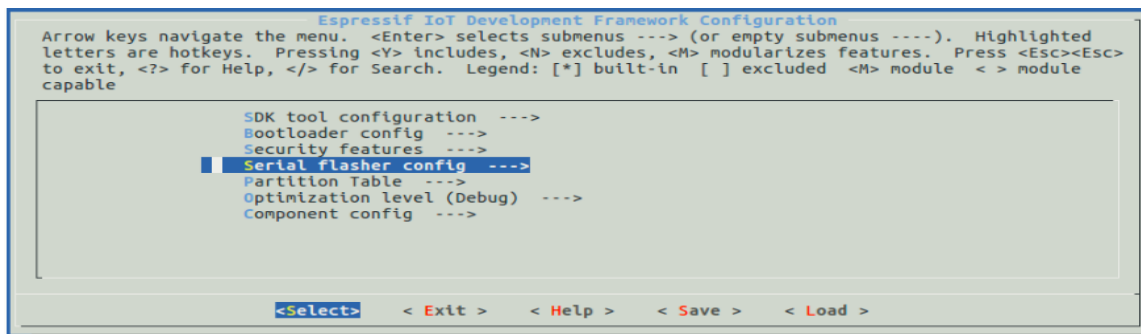 Espressif IoT Development Framework Configuration
Arrow keys navigate the menu.  <Enter> selects submenus ---> (or empty submenus ----).  Highlighted
letters are hotkeys.  Pressing <Y> includes, <N> excludes, <M> modularizes features.  Press <Esc><Esc>
to exit, <?> for Help, </> for Search.  Legend: [*] built-in  [ ] excluded  <M> module  < > module
capable
SDK tool configuration  --->
Bootloader config  --->
Security features  --->
Serial flasher config  --->
Partition Table  --->
Optimization level (Debug)  --->
Component config  --->
<Select>    < Exit >    < Help >    < Save >    < Load >